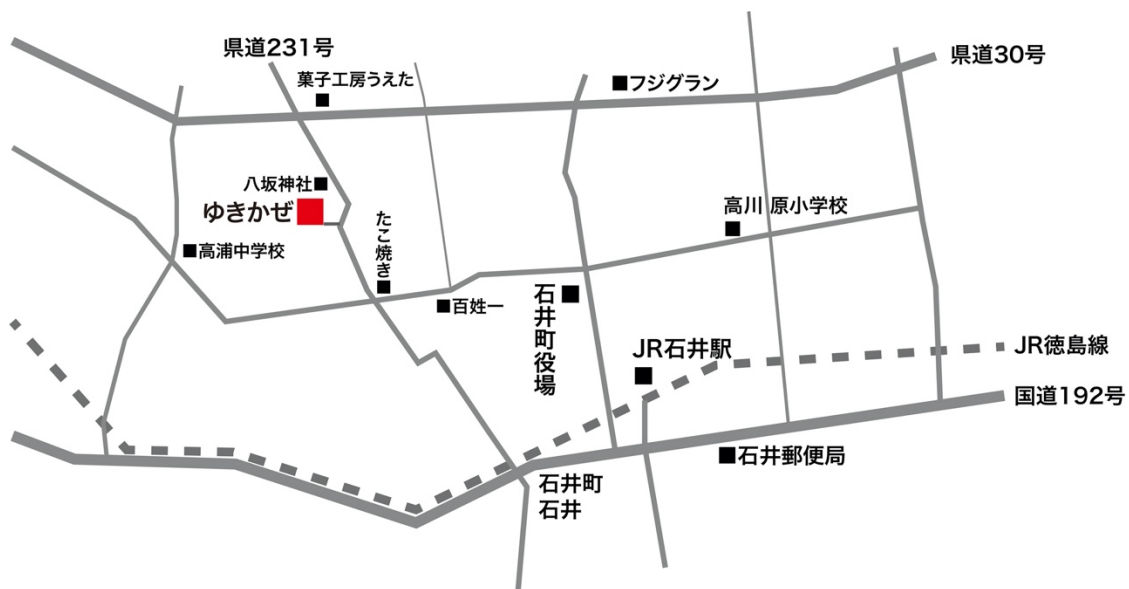 県道231号
県道30号
菓子工房うえた
フジグラン
八坂神社
ゆきかぜ
高川原小学校
たこ焼き
高浦中学校
百姓一
石井町役場
JR石井駅
JR徳島線
国道192号
石井郵便局
石井町
石井